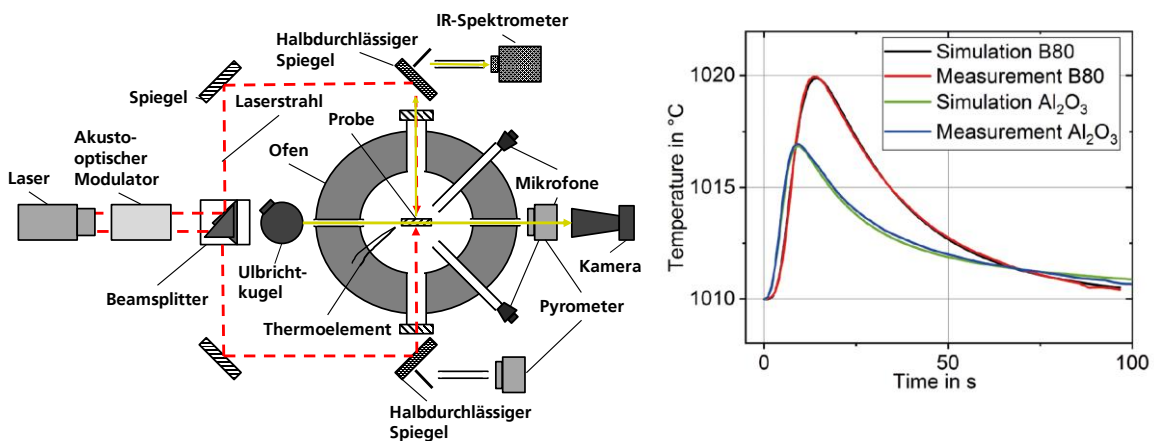 IR-Spektrometer
Halbdurchlässiger
Spiegel
Spiegel
Laserstrahl
Probe
Akusto-
optischer
Modulator
Ofen
Laser
Mikrofone
Ulbricht-
kugel
Kamera
Beamsplitter
Pyrometer
Thermoelement
Halbdurchlässiger
Spiegel
Simulation B80
Measurement B80
Simulation Al₂O₃
Measurement Al₂O₃
Temperature in °C
1020
1015
1010
0
50
100
Time in s